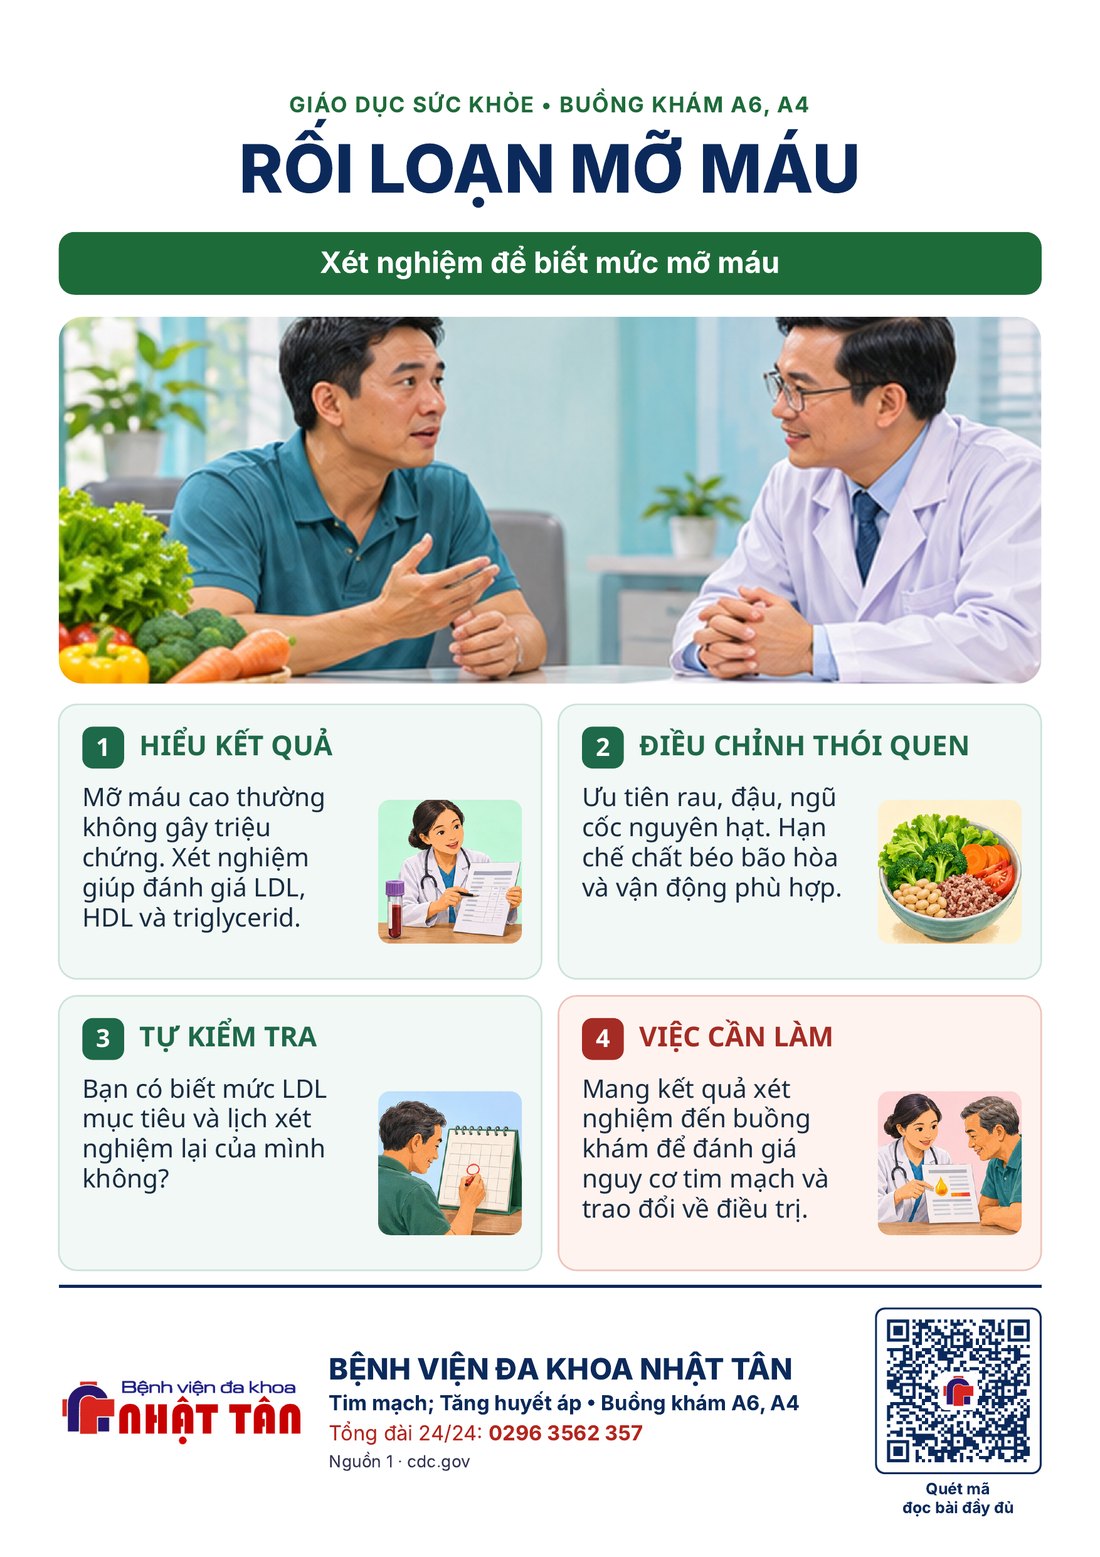 GIÁO DỤC SỨC KHỎE • BUỒNG KHÁM A6, A4
RỐI LOẠN MỠ MÁU
Xét nghiệm để biết mức mỡ máu
1 HIỂU KẾT QUẢ
Mỡ máu cao thường
không gây triệu
chứng. Xét nghiệm
giúp đánh giá LDL,
HDL và triglycerid.
2 ĐIỀU CHỈNH THÓI QUEN
Ưu tiên rau, đậu, ngũ
cốc nguyên hạt. Hạn
chế chất béo bão hòa
và vận động phù hợp.
3 TỰ KIỂM TRA
Bạn có biết mức LDL
mục tiêu và lịch xét
nghiệm lại của mình
không?
4 VIỆC CẦN LÀM
Mang kết quả xét
nghiệm đến buồng
khám để đánh giá
nguy cơ tim mạch và
trao đổi về điều trị.
Bệnh viện đa khoa
NHẬT TÂN
BỆNH VIỆN ĐA KHOA NHẬT TÂN
Tim mạch; Tăng huyết áp • Buồng khám A6, A4
Tổng đài 24/24: 0296 3562 357
Nguồn 1 · cdc.gov
Quét mã
đọc bài đầy đủ